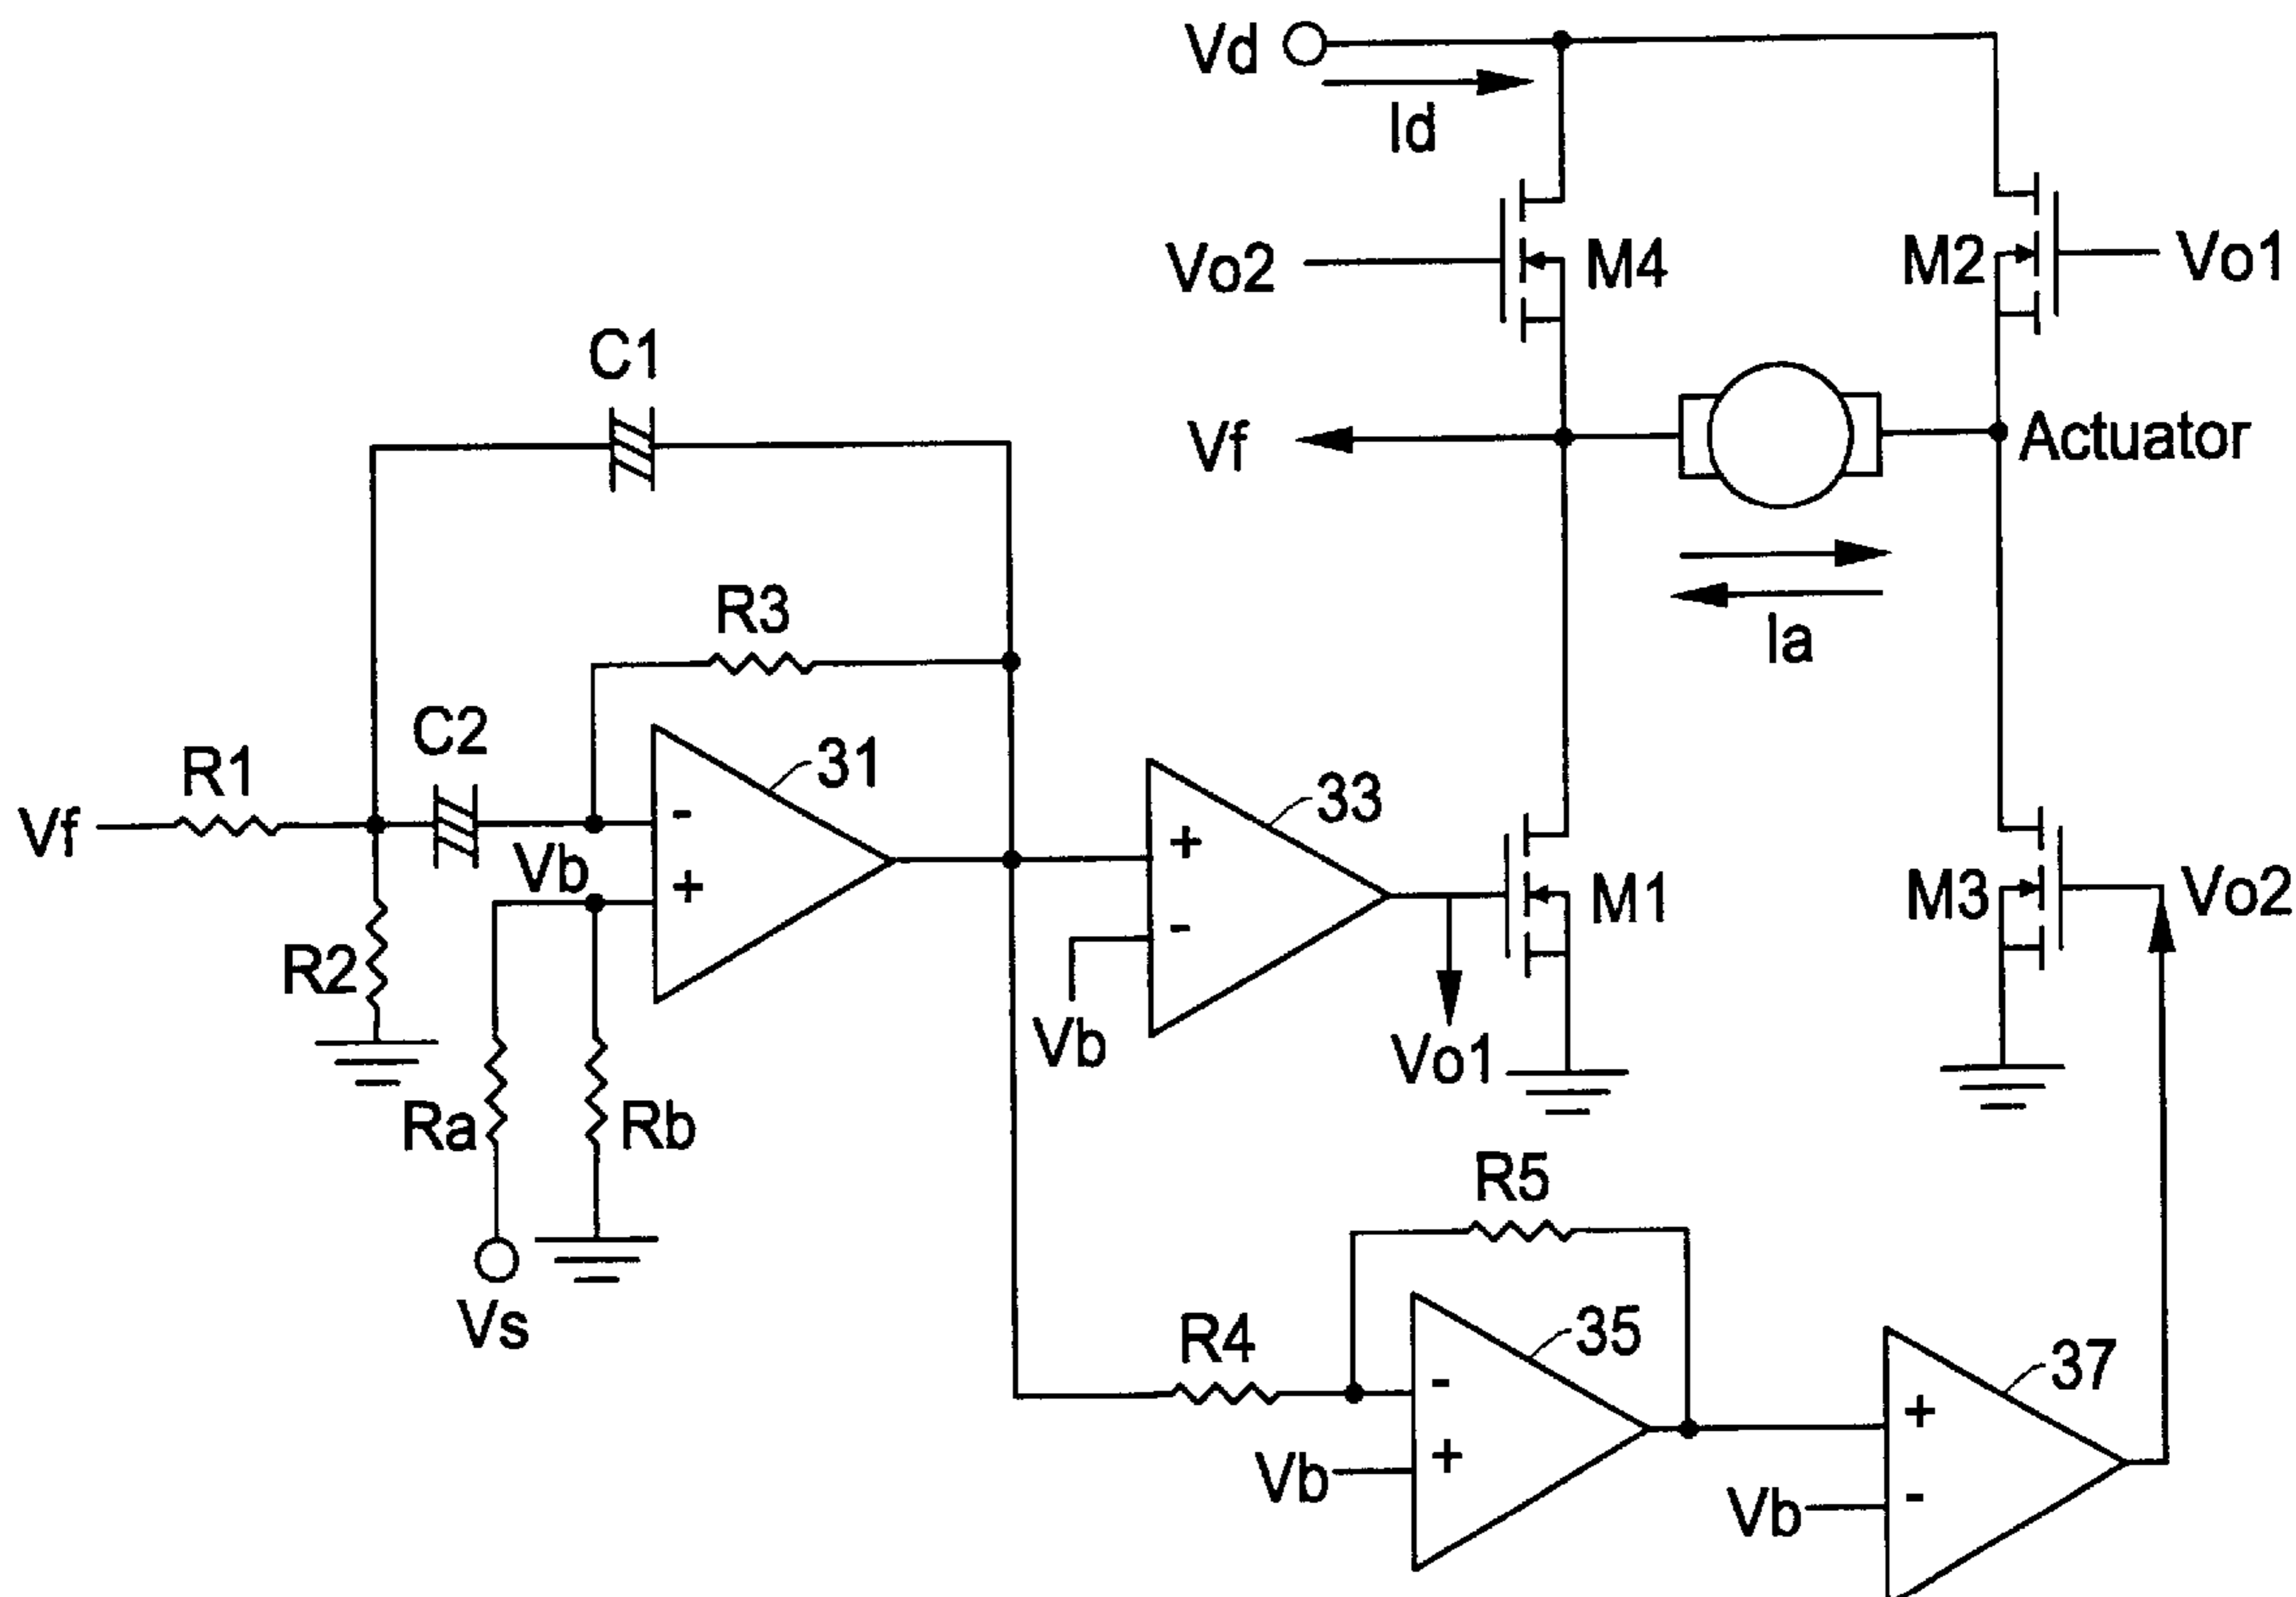 Vd
Id
Vo2
M4
M2
Vo1
C1
Vf
Actuator
Ia
R3
C2
31
R1
Vf
-
33
Vb
+
+
R2
-
M1
M3
Vo2
Vb
Vo1
Ra
Rb
R5
Vs
R4
35
37
-
+
+
Vb
Vb
-